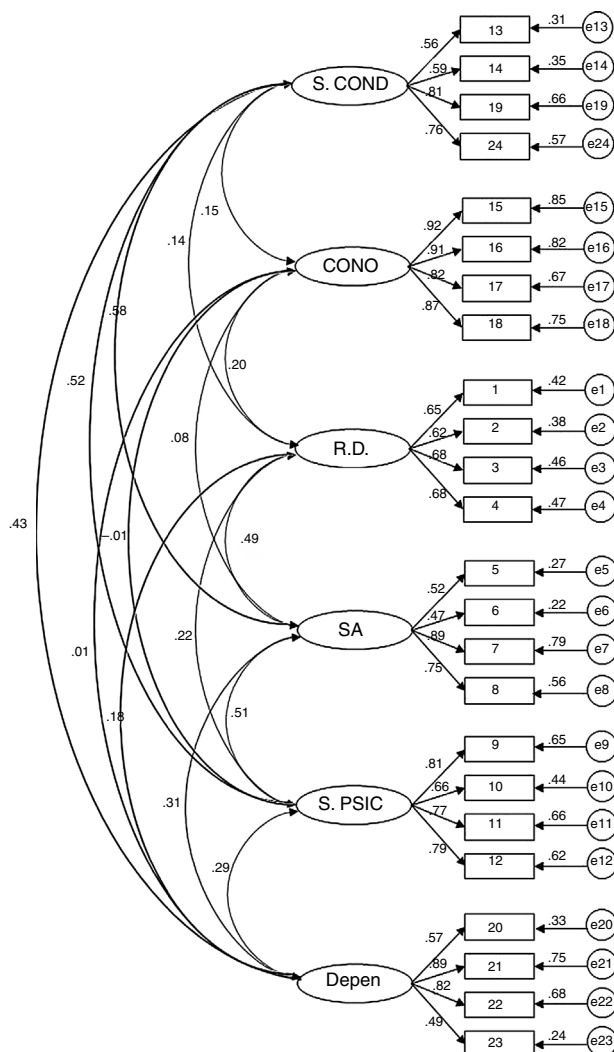 .31 e13
13
.56
.59 .35 e14
14
S. COND
.81 .66 e19
19
.76 .57 e24
24
.15
.14
.85 e15
15
.92
.91 .82 e16
16
CONO
.82 .67 e17
17
.87 .75 e18
18
.58
.52
.20
.42 e1
1
.65
.62 .38 e2
2
R.D.
.68 .46 e3
3
.68 .47 e4
4
.08
.43
–.01
.49
.27 e5
5
.52
.47 .22 e6
6
SA
.89 .79 e7
7
.75 .56 e8
8
.01
.22
.18
.51
.65 e9
9
.81
.66 .44 e10
10
S. PSIC
.77 .66 e11
11
.79 .62 e12
12
.31
.29
.33 e20
20
.57
.89 .75 e21
21
Depen
.82 .68 e22
22
.49 .24 e23
23